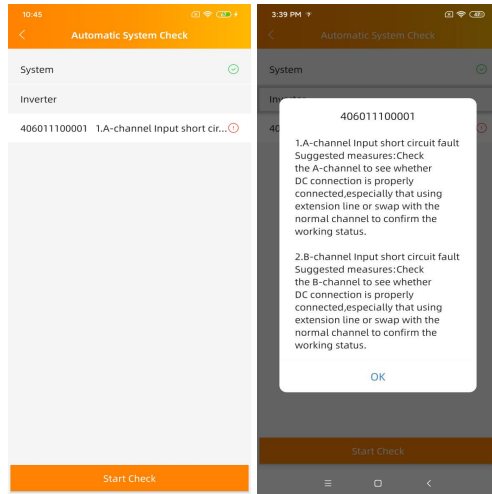 10:45
67
Automatic System Check
System
Inverter
406011100001 1.A-channel Input short cir...
Start Check
3:39 PM
Automatic System Check
System
406011100001
1.A-channel Input short circuit fault
Suggested measures:Check
the A-channel to see whether
DC connection is properly
connected,especially that using
extension line or swap with the
normal channel to confirm the
working status.
2.B-channel Input short circuit fault
Suggested measures:Check
the B-channel to see whether
DC connection is properly
connected,especially that using
extension line or swap with the
normal channel to confirm the
working status.
OK
Start Check